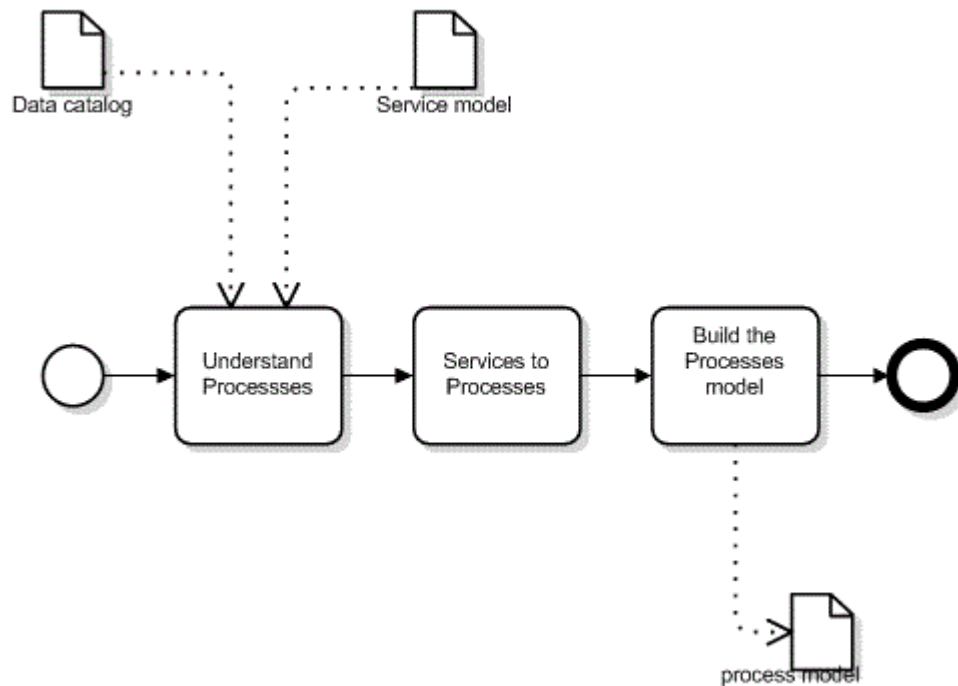 Data catalog
Service model
Understand
Processses
Services to
Processes
Build the
Processes
model
process model